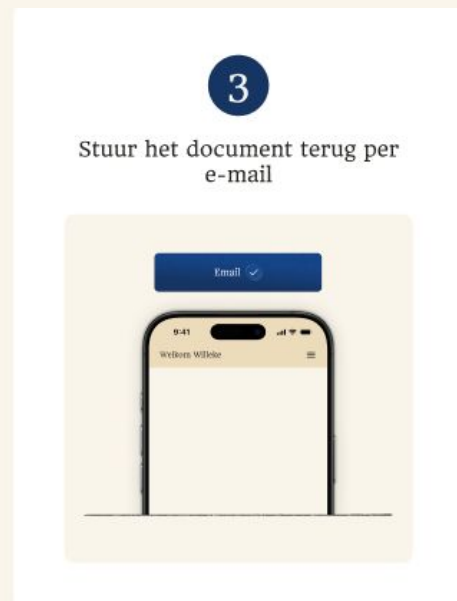 3
Stuur het document terug per
e-mail
Email
9:41
Welkom Willeke